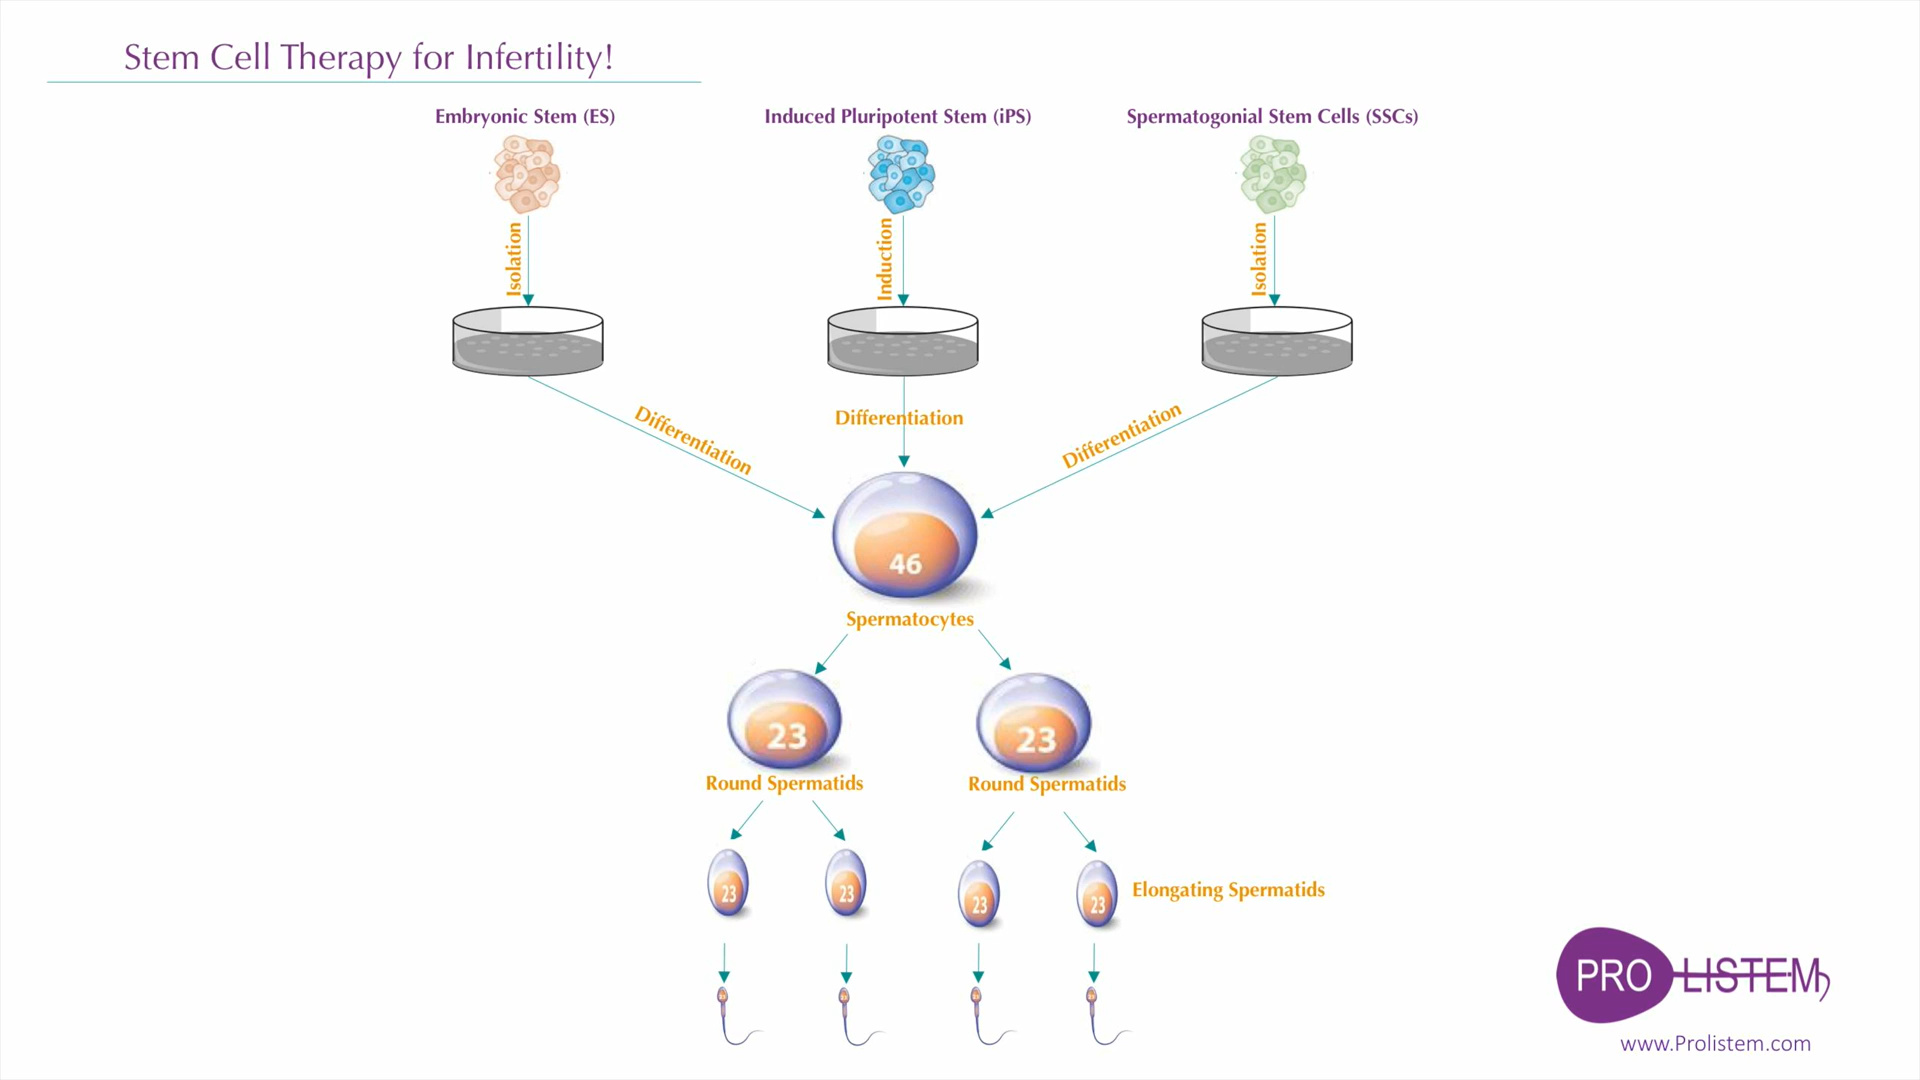 Stem Cell Therapy for Infertility!
Embryonic Stem (ES)
Induced Pluripotent Stem (iPS)
Spermatogonial Stem Cells (SSCs)
Isolation
Induction
Isolation
Differentiation
Differentiation
Differentiation
46
Spermatocytes
23
23
Round Spermatids
Round Spermatids
23
23
23
23
Elongating Spermatids
PRO LISTEM
www.Prolistem.com